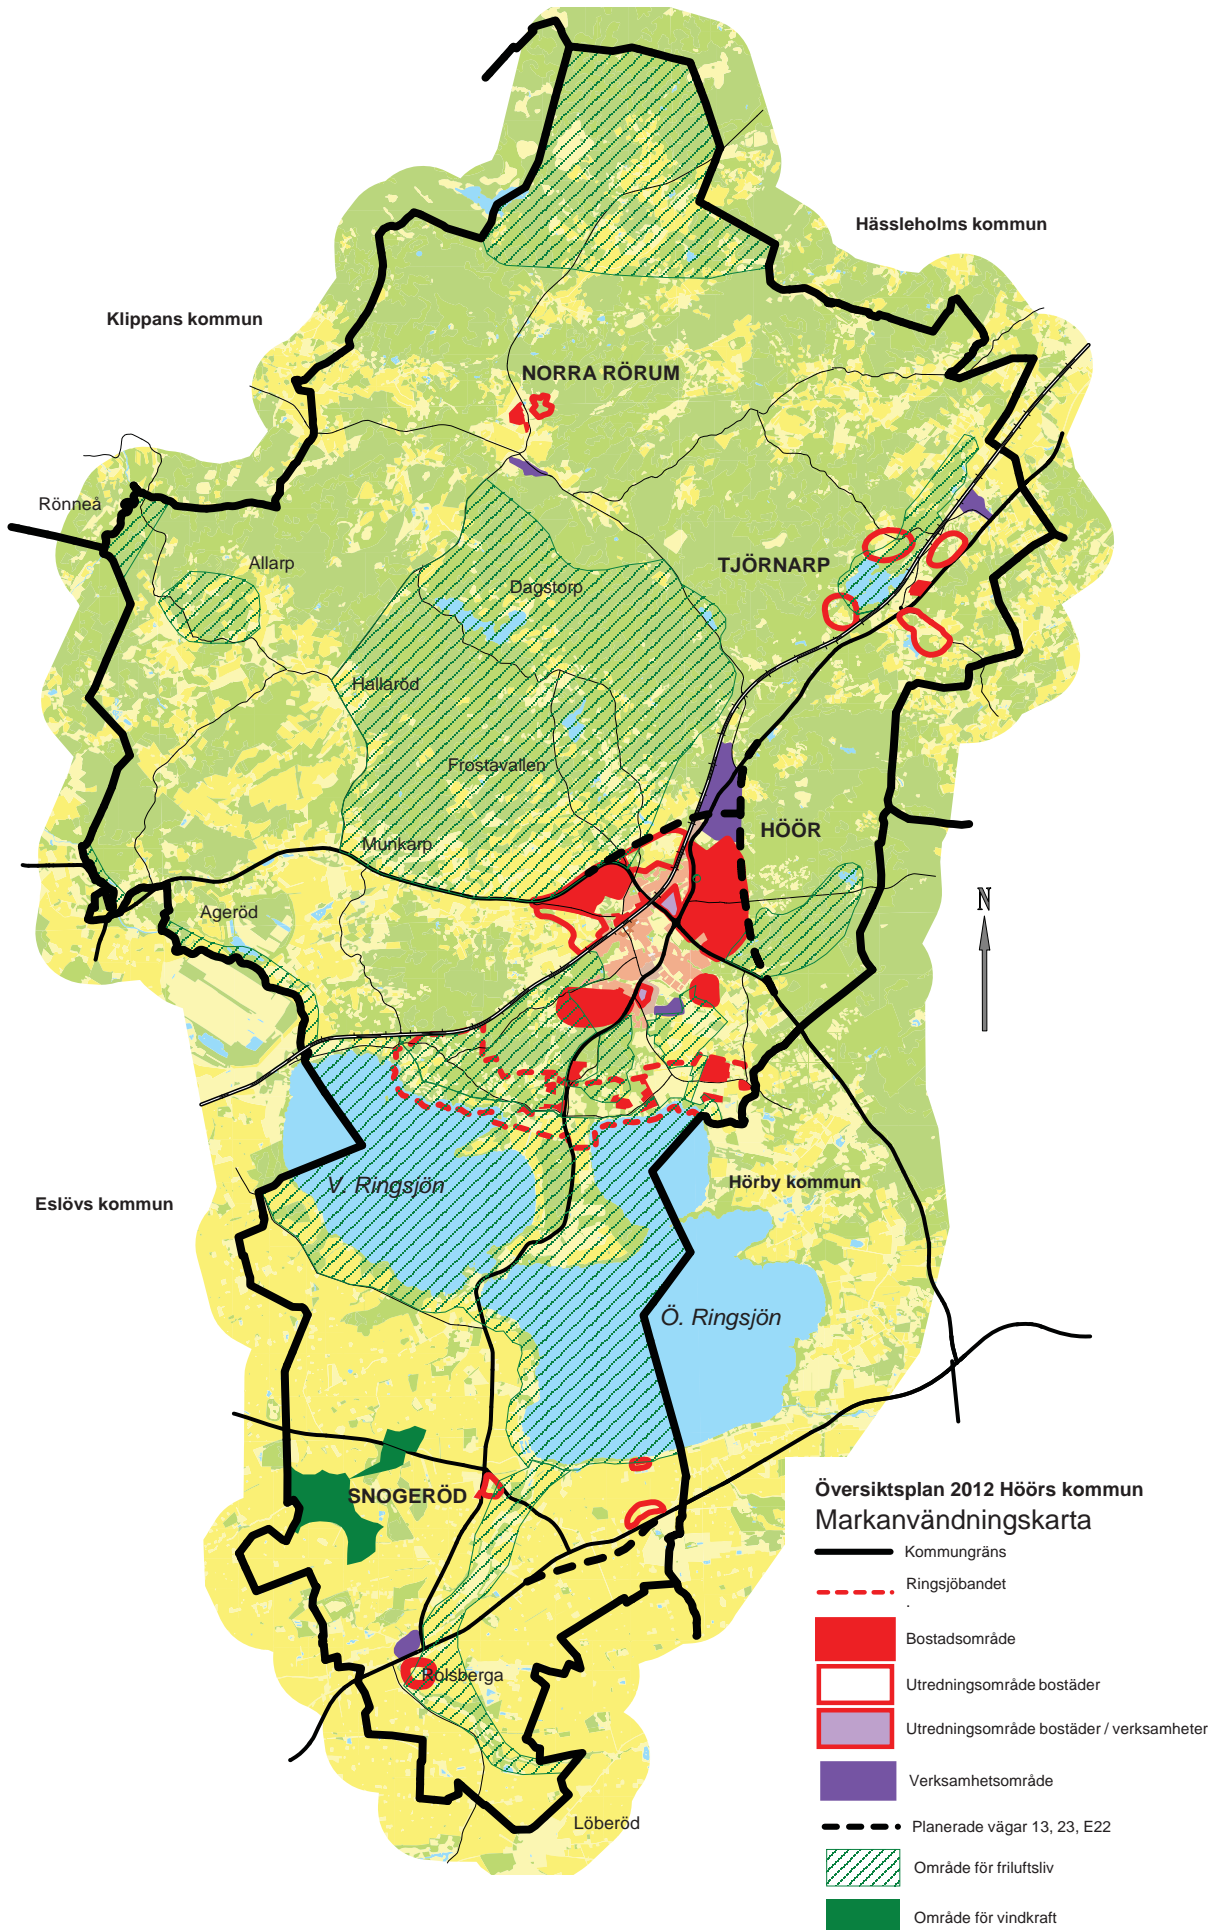 Hässleholms kommun
Klippans kommun
NORRA RÖRUM
Rönneå
Allarp
TJÖRNARP
Dagstorp
Hallaröd
Frostavallen
HÖÖR
Munkarp
N
Ageröd
V. Ringsjön
Hörby kommun
Eslövs kommun
Ö. Ringsjön
SNOGERÖD
Rolsberga
Löberöd
Översiktsplan 2012 Höörs kommun
Markanvändningskarta
Kommungräns
Ringsjöbandet
.
Bostadsområde
Utredningsområde bostäder
Utredningsområde bostäder / verksamheter
Verksamhetsområde
Planerade vägar 13, 23, E22
Område för friluftsliv
Område för vindkraft